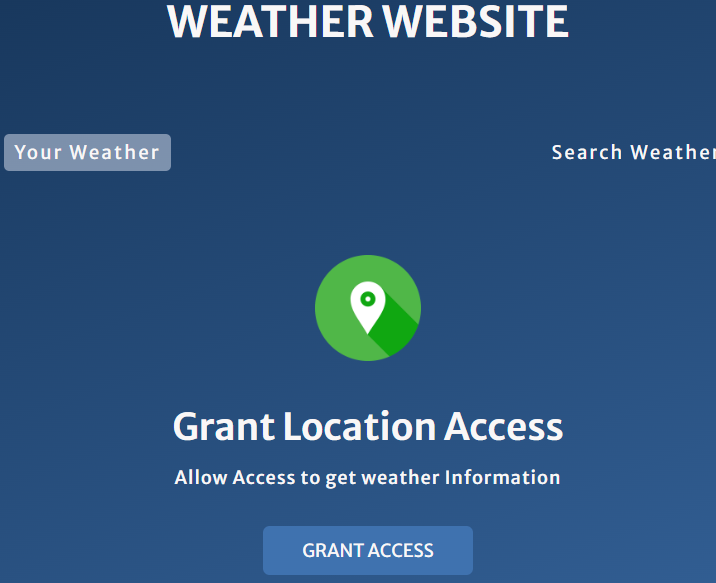 WEATHER WEBSITE
Your Weather
Search Weather
Grant Location Access
Allow Access to get weather Information
GRANT ACCESS